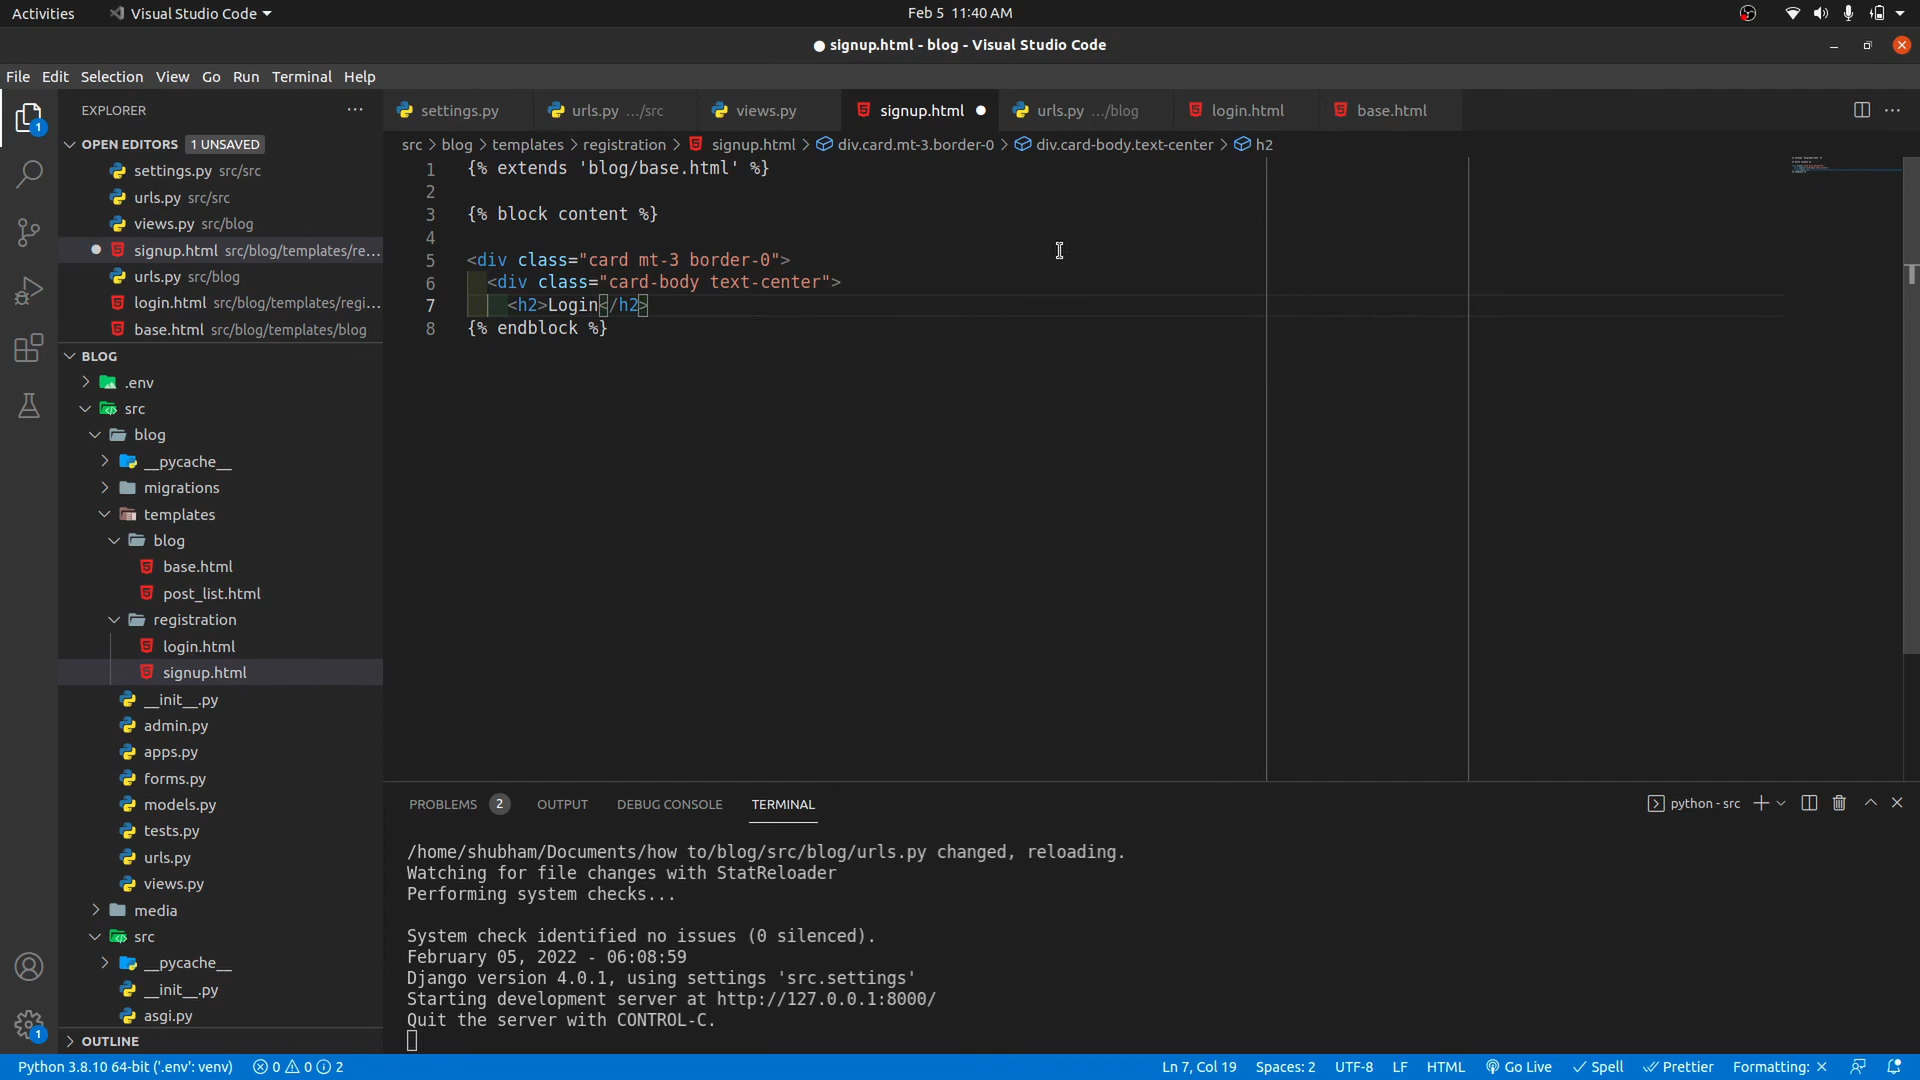 Activities
Visual Studio Code
Feb 5 11:40 AM
signup.html - blog - Visual Studio Code
File Edit Selection View Go Run Terminal Help
EXPLORER
OPEN EDITORS 1 UNSAVED
settings.py src/src
urls.py src/src
views.py src/blog
signup.html src/blog/templates/re...
urls.py src/blog
login.html src/blog/templates/regi...
base.html src/blog/templates/blog
BLOG
.env
src
blog
__pycache__
migrations
templates
blog
base.html
post_list.html
registration
login.html
signup.html
__init__.py
admin.py
apps.py
forms.py
models.py
tests.py
urls.py
views.py
media
src
__pycache__
__init__.py
asgi.py
OUTLINE
settings.py
urls.py .../src
views.py
signup.html
urls.py .../blog
login.html
base.html
src > blog > templates > registration > signup.html > div.card.mt-3.border-0 > div.card-body.text-center > h2
1 {% extends 'blog/base.html' %}
2
3 {% block content %}
4
5 <div class="card mt-3 border-0">
6 <div class="card-body text-center">
7 <h2>Login</h2>
8 {% endblock %}
PROBLEMS 2 OUTPUT DEBUG CONSOLE TERMINAL
python - src
/home/shubham/Documents/how to/blog/src/blog/urls.py changed, reloading.
Watching for file changes with StatReloader
Performing system checks...
System check identified no issues (0 silenced).
February 05, 2022 - 06:08:59
Django version 4.0.1, using settings 'src.settings'
Starting development server at http://127.0.0.1:8000/
Quit the server with CONTROL-C.
1
1
Python 3.8.10 64-bit ('.env': venv) 0 0 2
Ln 7, Col 19 Spaces: 2 UTF-8 LF HTML Go Live Spell Prettier Formatting: ×